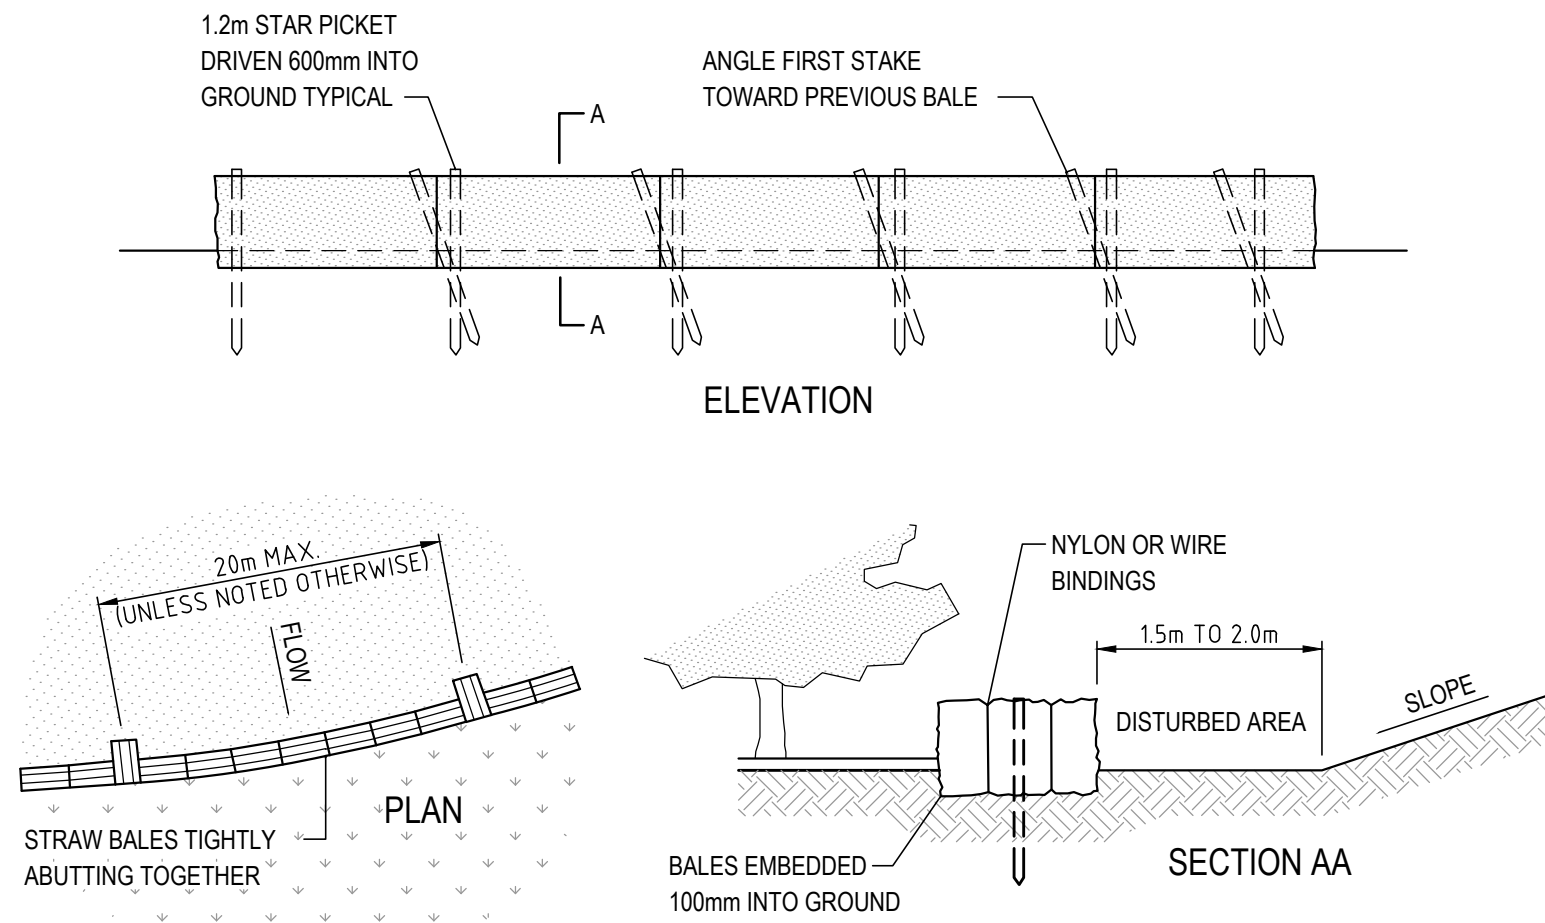 1.2m STAR PICKET
DRIVEN 600mm INTO
GROUND TYPICAL
ANGLE FIRST STAKE
TOWARD PREVIOUS BALE
A
A
ELEVATION
20m MAX.
(UNLESS NOTED OTHERWISE)
FLOW
PLAN
STRAW BALES TIGHTLY
ABUTTING TOGETHER
NYLON OR WIRE
BINDINGS
1.5m TO 2.0m
DISTURBED AREA
SLOPE
BALES EMBEDDED
100mm INTO GROUND
SECTION AA